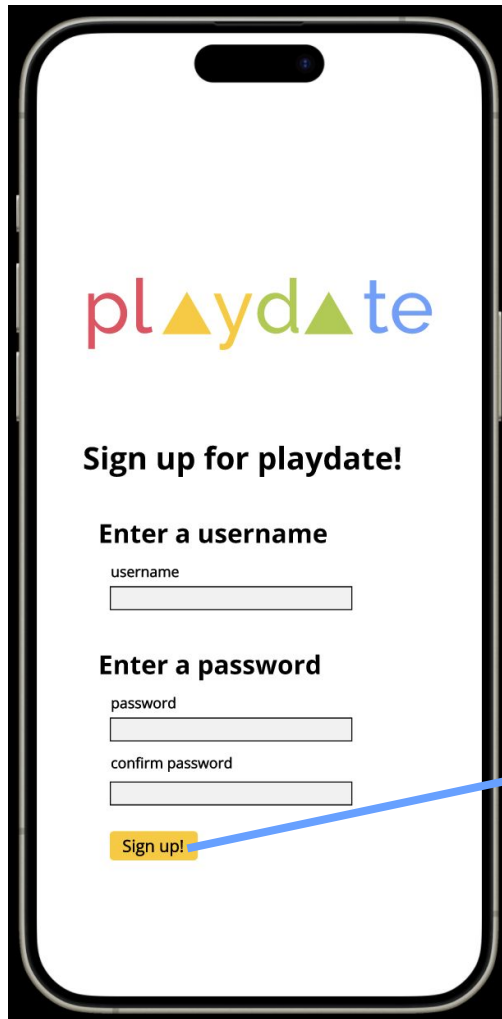 playdate
Sign up for playdate!
Enter a username
username
Enter a password
password
confirm password
Sign up!